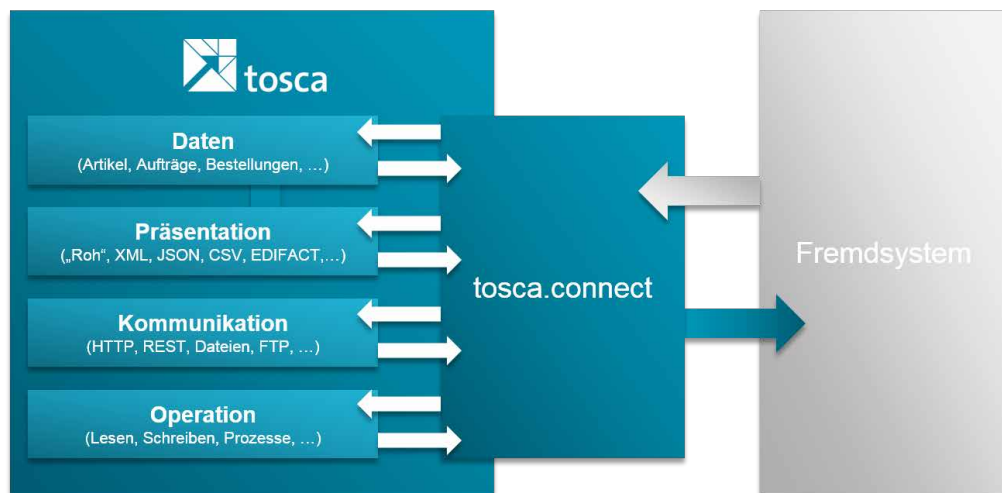 tosca
Daten
(Artikel, Aufträge, Bestellungen, …)
Präsentation
(„Roh“, XML, JSON, CSV, EDIFACT,…)
Kommunikation
(HTTP, REST, Dateien, FTP, …)
Operation
(Lesen, Schreiben, Prozesse, …)
tosca.connect
Fremdsystem